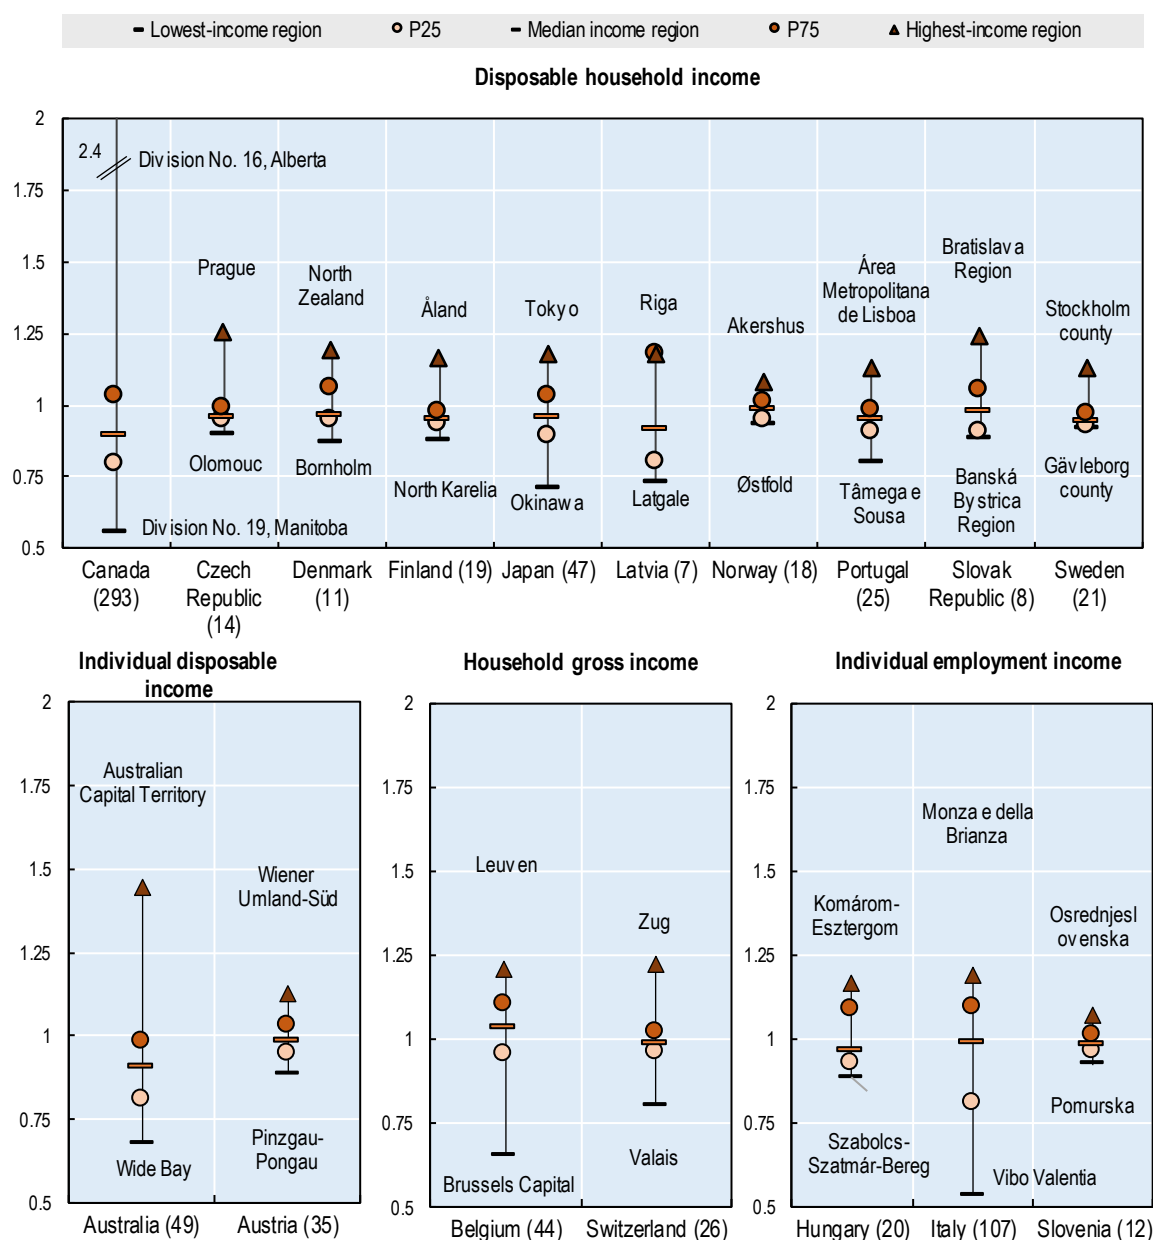 Lowest-income region P25 Median income region P75 Highest-income region
Disposable household income
2
1.75
1.5
1.25
1
0.75
0.5
2.4
Division No. 16, Alberta
Division No. 19, Manitoba
Prague
Olomouc
North
Zealand
Bornholm
Åland
North Karelia
Tokyo
Okinawa
Riga
Latgale
Akershus
Østfold
Área
Metropolitana
de Lisboa
Tâmega e
Sousa
Bratislava
Region
Banská
Bystrica
Region
Stockholm
county
Gävleborg
county
Canada
(293)
Czech
Republic
(14)
Denmark
(11)
Finland (19)
Japan (47)
Latvia (7)
Norway (18)
Portugal
(25)
Slovak
Republic (8)
Sweden
(21)
Individual disposable
income
2
1.75
1.5
1.25
1
0.75
0.5
Australian
Capital Territory
Wide Bay
Wiener
Umland-Süd
Pinzgau-
Pongau
Australia (49)
Austria (35)
Household gross income
2
1.75
1.5
1.25
1
0.75
0.5
Leuven
Brussels Capital
Zug
Valais
Belgium (44)
Switzerland (26)
Individual employment income
2
1.75
1.5
1.25
1
0.75
0.5
Komárom-
Esztergom
Szabolcs-
Szatmár-Bereg
Monza e della
Brianza
Vibo Valentia
Osrednjesl
ovenska
Pomurska
Hungary (20)
Italy (107)
Slovenia (12)